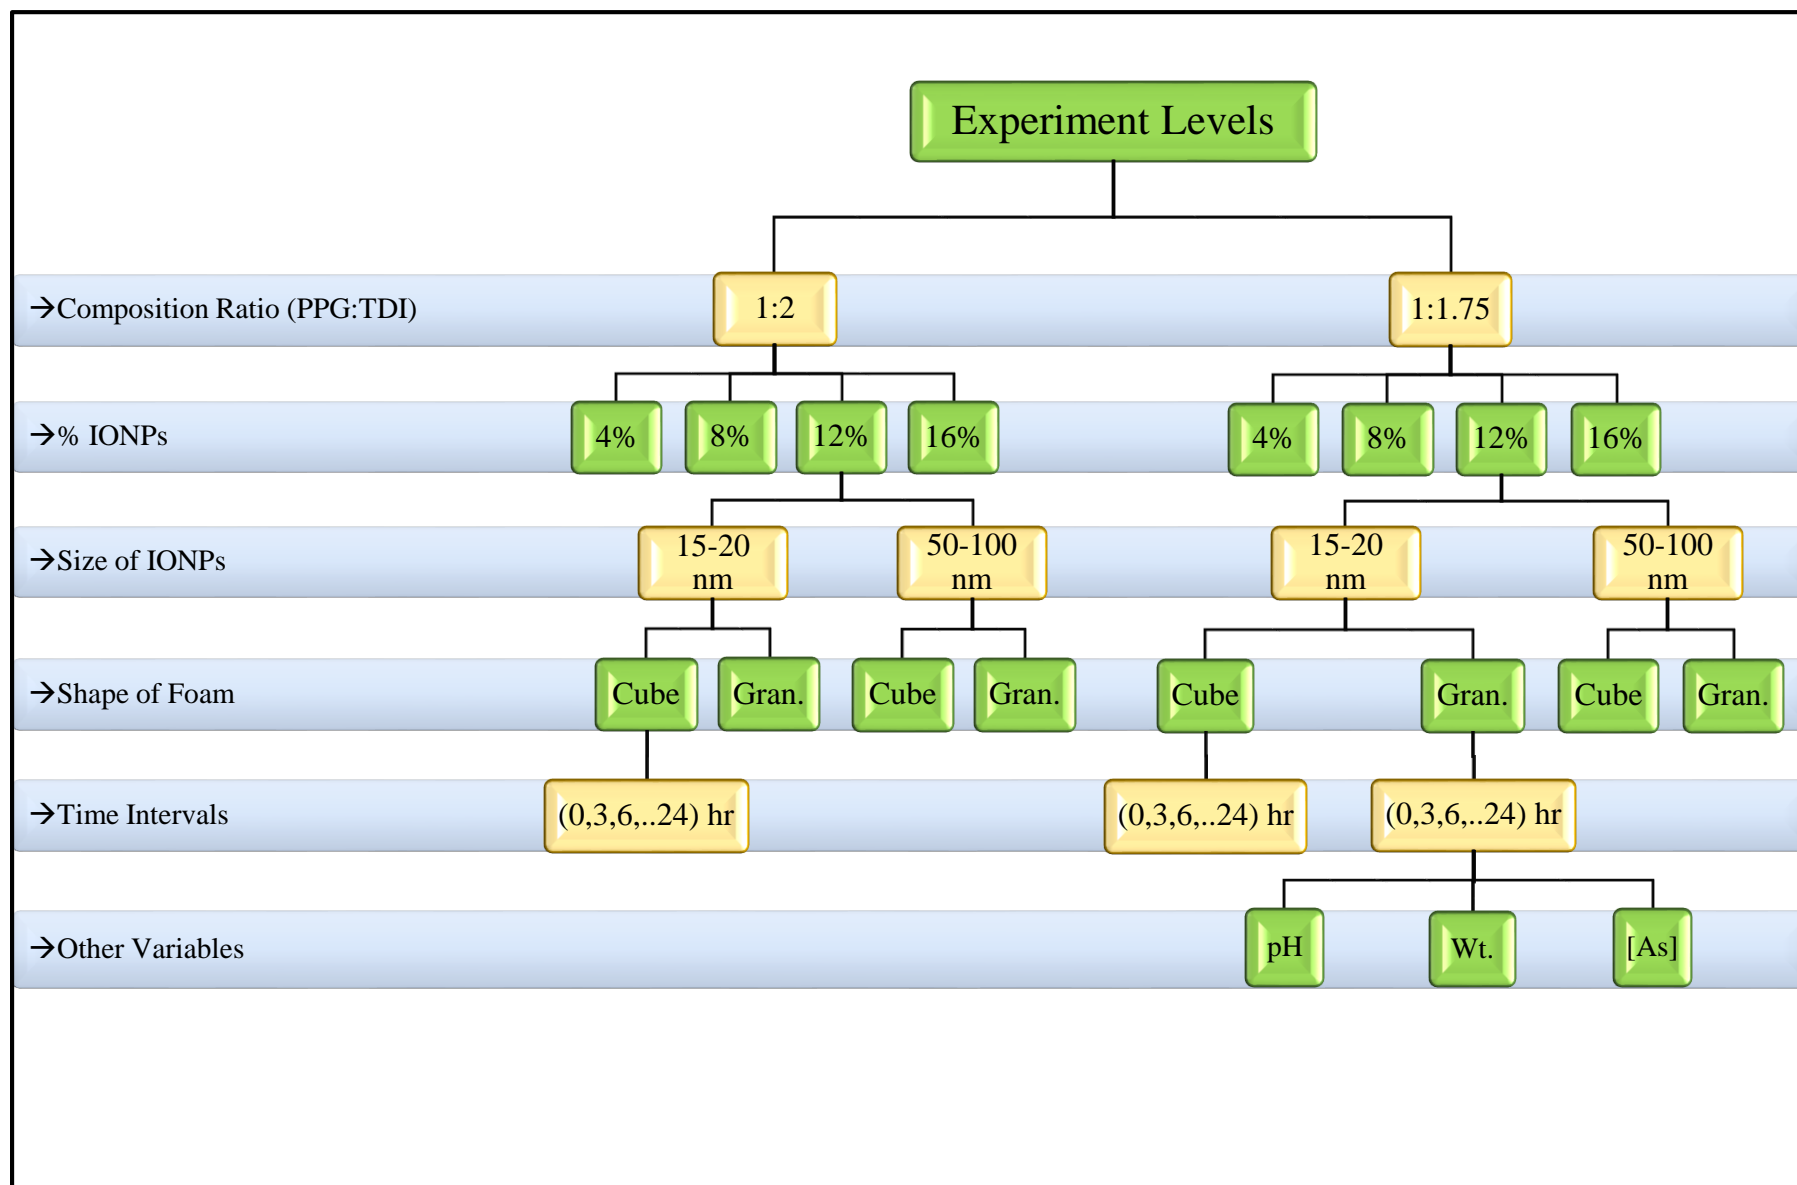 Experiment Levels
→Composition Ratio (PPG:TDI)
1:2
1:1.75
→% IONPs
4%
8%
12%
16%
4%
8%
12%
16%
→Size of IONPs
15-20
nm
50-100
nm
15-20
nm
50-100
nm
→Shape of Foam
Cube
Gran.
Cube
Gran.
Cube
Gran.
Cube
Gran.
→Time Intervals
(0,3,6,..24) hr
(0,3,6,..24) hr
(0,3,6,..24) hr
→Other Variables
pH
Wt.
[As]